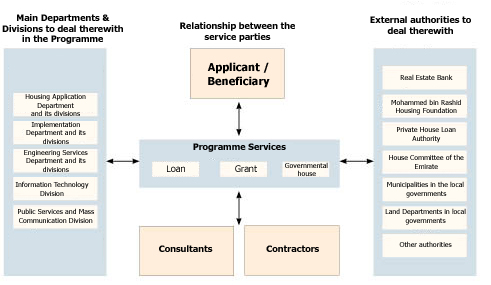 Main Departments &
Divisions to deal therewith
in the Programme
Housing Application
Department
and its divisions
Implementation
Department and its
divisions
Engineering Services
Department and its
divisions
Information Technology
Division
Public Services and Mass
Communication Division
Relationship between the
service parties
Applicant /
Beneficiary
Programme Services
Loan
Grant
Governmental
house
Consultants
Contractors
External authorities to
deal therewith
Real Estate Bank
Mohammed bin Rashid
Housing Foundation
Private House Loan
Authority
House Committee of the
Emirate
Municipalities in the local
governments
Land Departments in local
governments
Other authorities